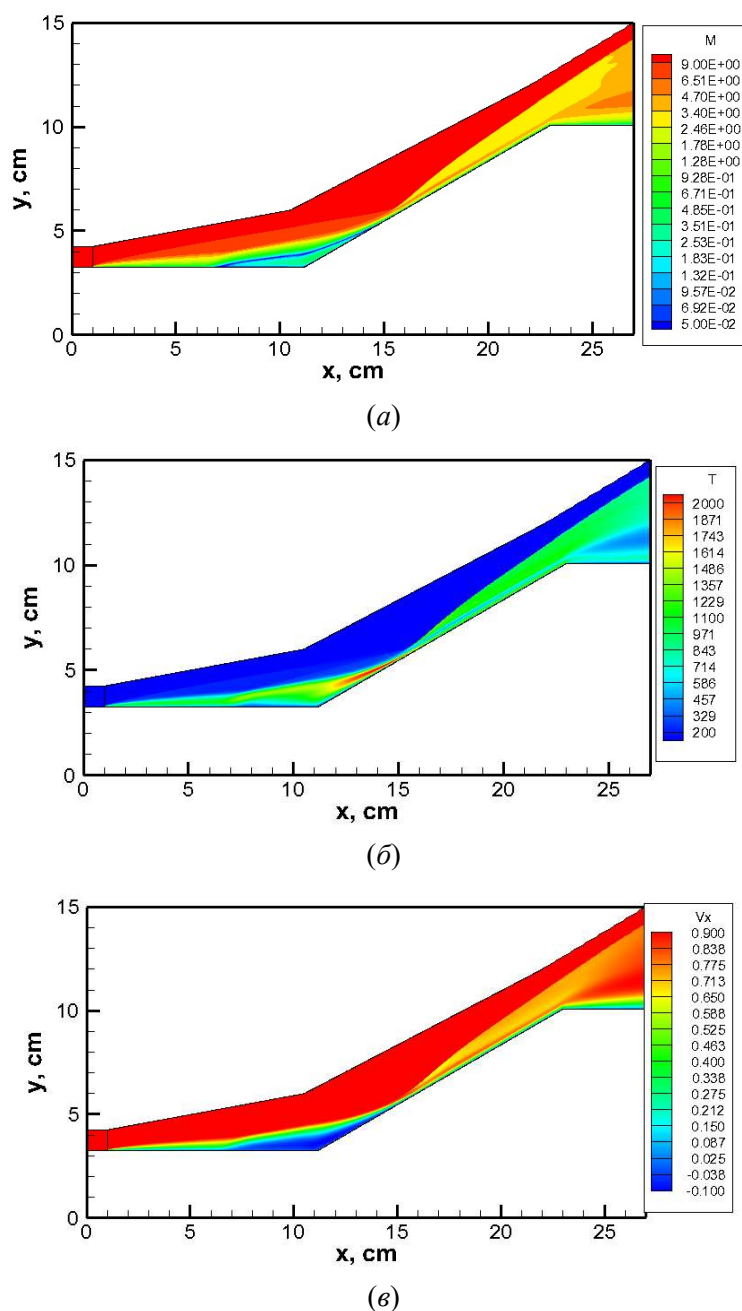 15
10
5
0
y, cm
0
5
10
15
20
25
x, cm
M
9.00E+00
6.51E+00
4.70E+00
3.40E+00
2.46E+00
1.78E+00
1.28E+00
9.28E-01
6.71E-01
4.85E-01
3.51E-01
2.53E-01
1.83E-01
1.32E-01
9.57E-02
6.92E-02
5.00E-02
(а)
15
10
5
0
y, cm
0
5
10
15
20
25
x, cm
T
2000
1871
1743
1614
1486
1357
1229
1100
971
843
714
586
457
329
200
(б)
15
10
5
0
y, cm
0
5
10
15
20
25
x, cm
Vx
0.900
0.838
0.775
0.713
0.650
0.588
0.525
0.463
0.400
0.338
0.275
0.212
0.150
0.087
0.025
-0.038
-0.100
(в)